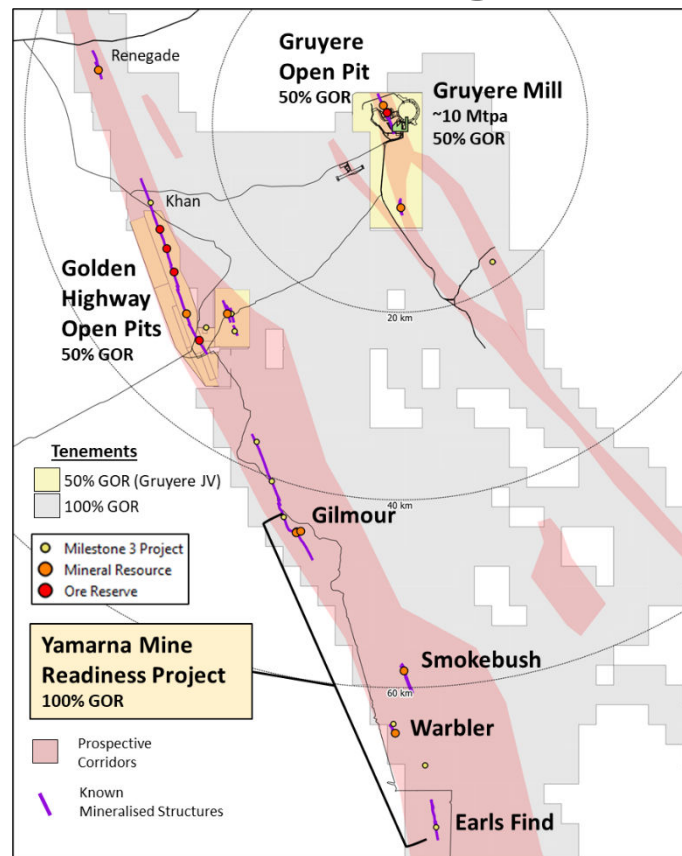 Renegade
Gruyere
Open Pit
50% GOR
Gruyere Mill
~10 Mtpa
50% GOR
Khan
Golden
Highway
Open Pits
50% GOR
20 km
Tenements
50% GOR (Gruyere JV)
100% GOR
Milestone 3 Project
Mineral Resource
Ore Reserve
40 km
Gilmour
Yamarna Mine
Readiness Project
100% GOR
Smokebush
60 km
Warbler
Prospective
Corridors
Known
Mineralised Structures
Earls Find